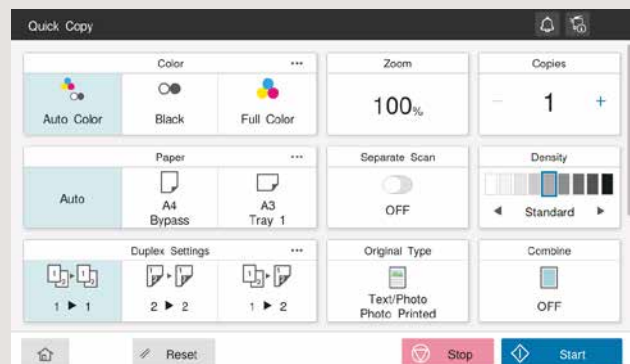 Quick Copy
Color
Zoom
Copies
Auto Color
Black
Full Color
100%
− 1 +
Paper
Separate Scan
Density
Auto
A4
Bypass
A3
Tray 1
OFF
◀ Standard ▶
Duplex Settings
Original Type
Combine
1 ▶ 1
2 ▶ 2
1 ▶ 2
Text/Photo
Photo Printed
OFF
Reset
Stop
Start